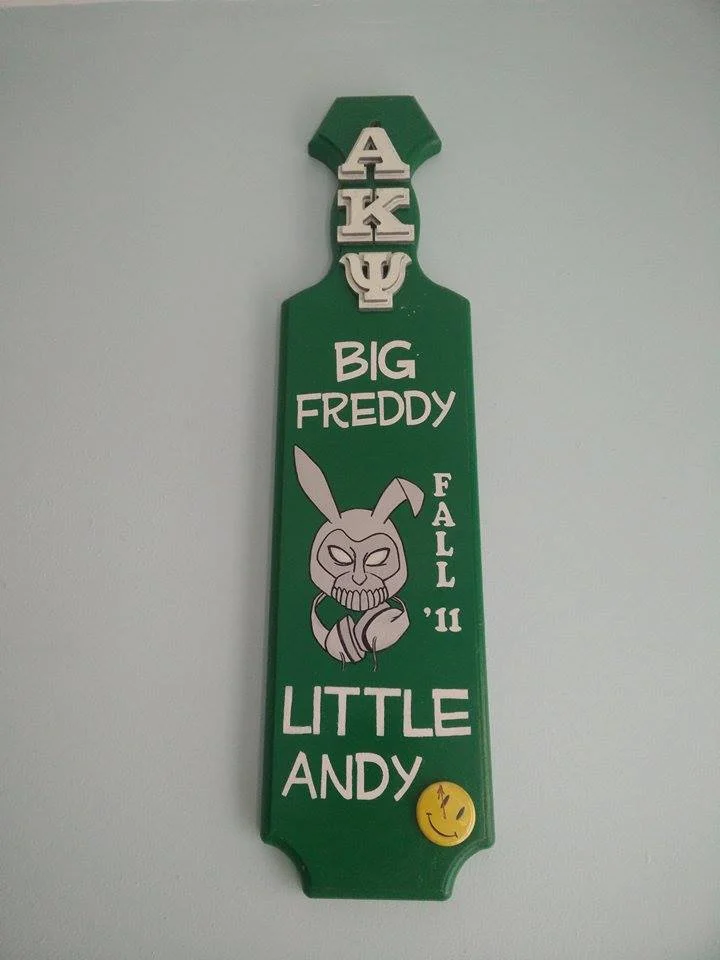 Α
Κ
Ψ
BIG
FREDDY
FALL
'11
LITTLE
ANDY